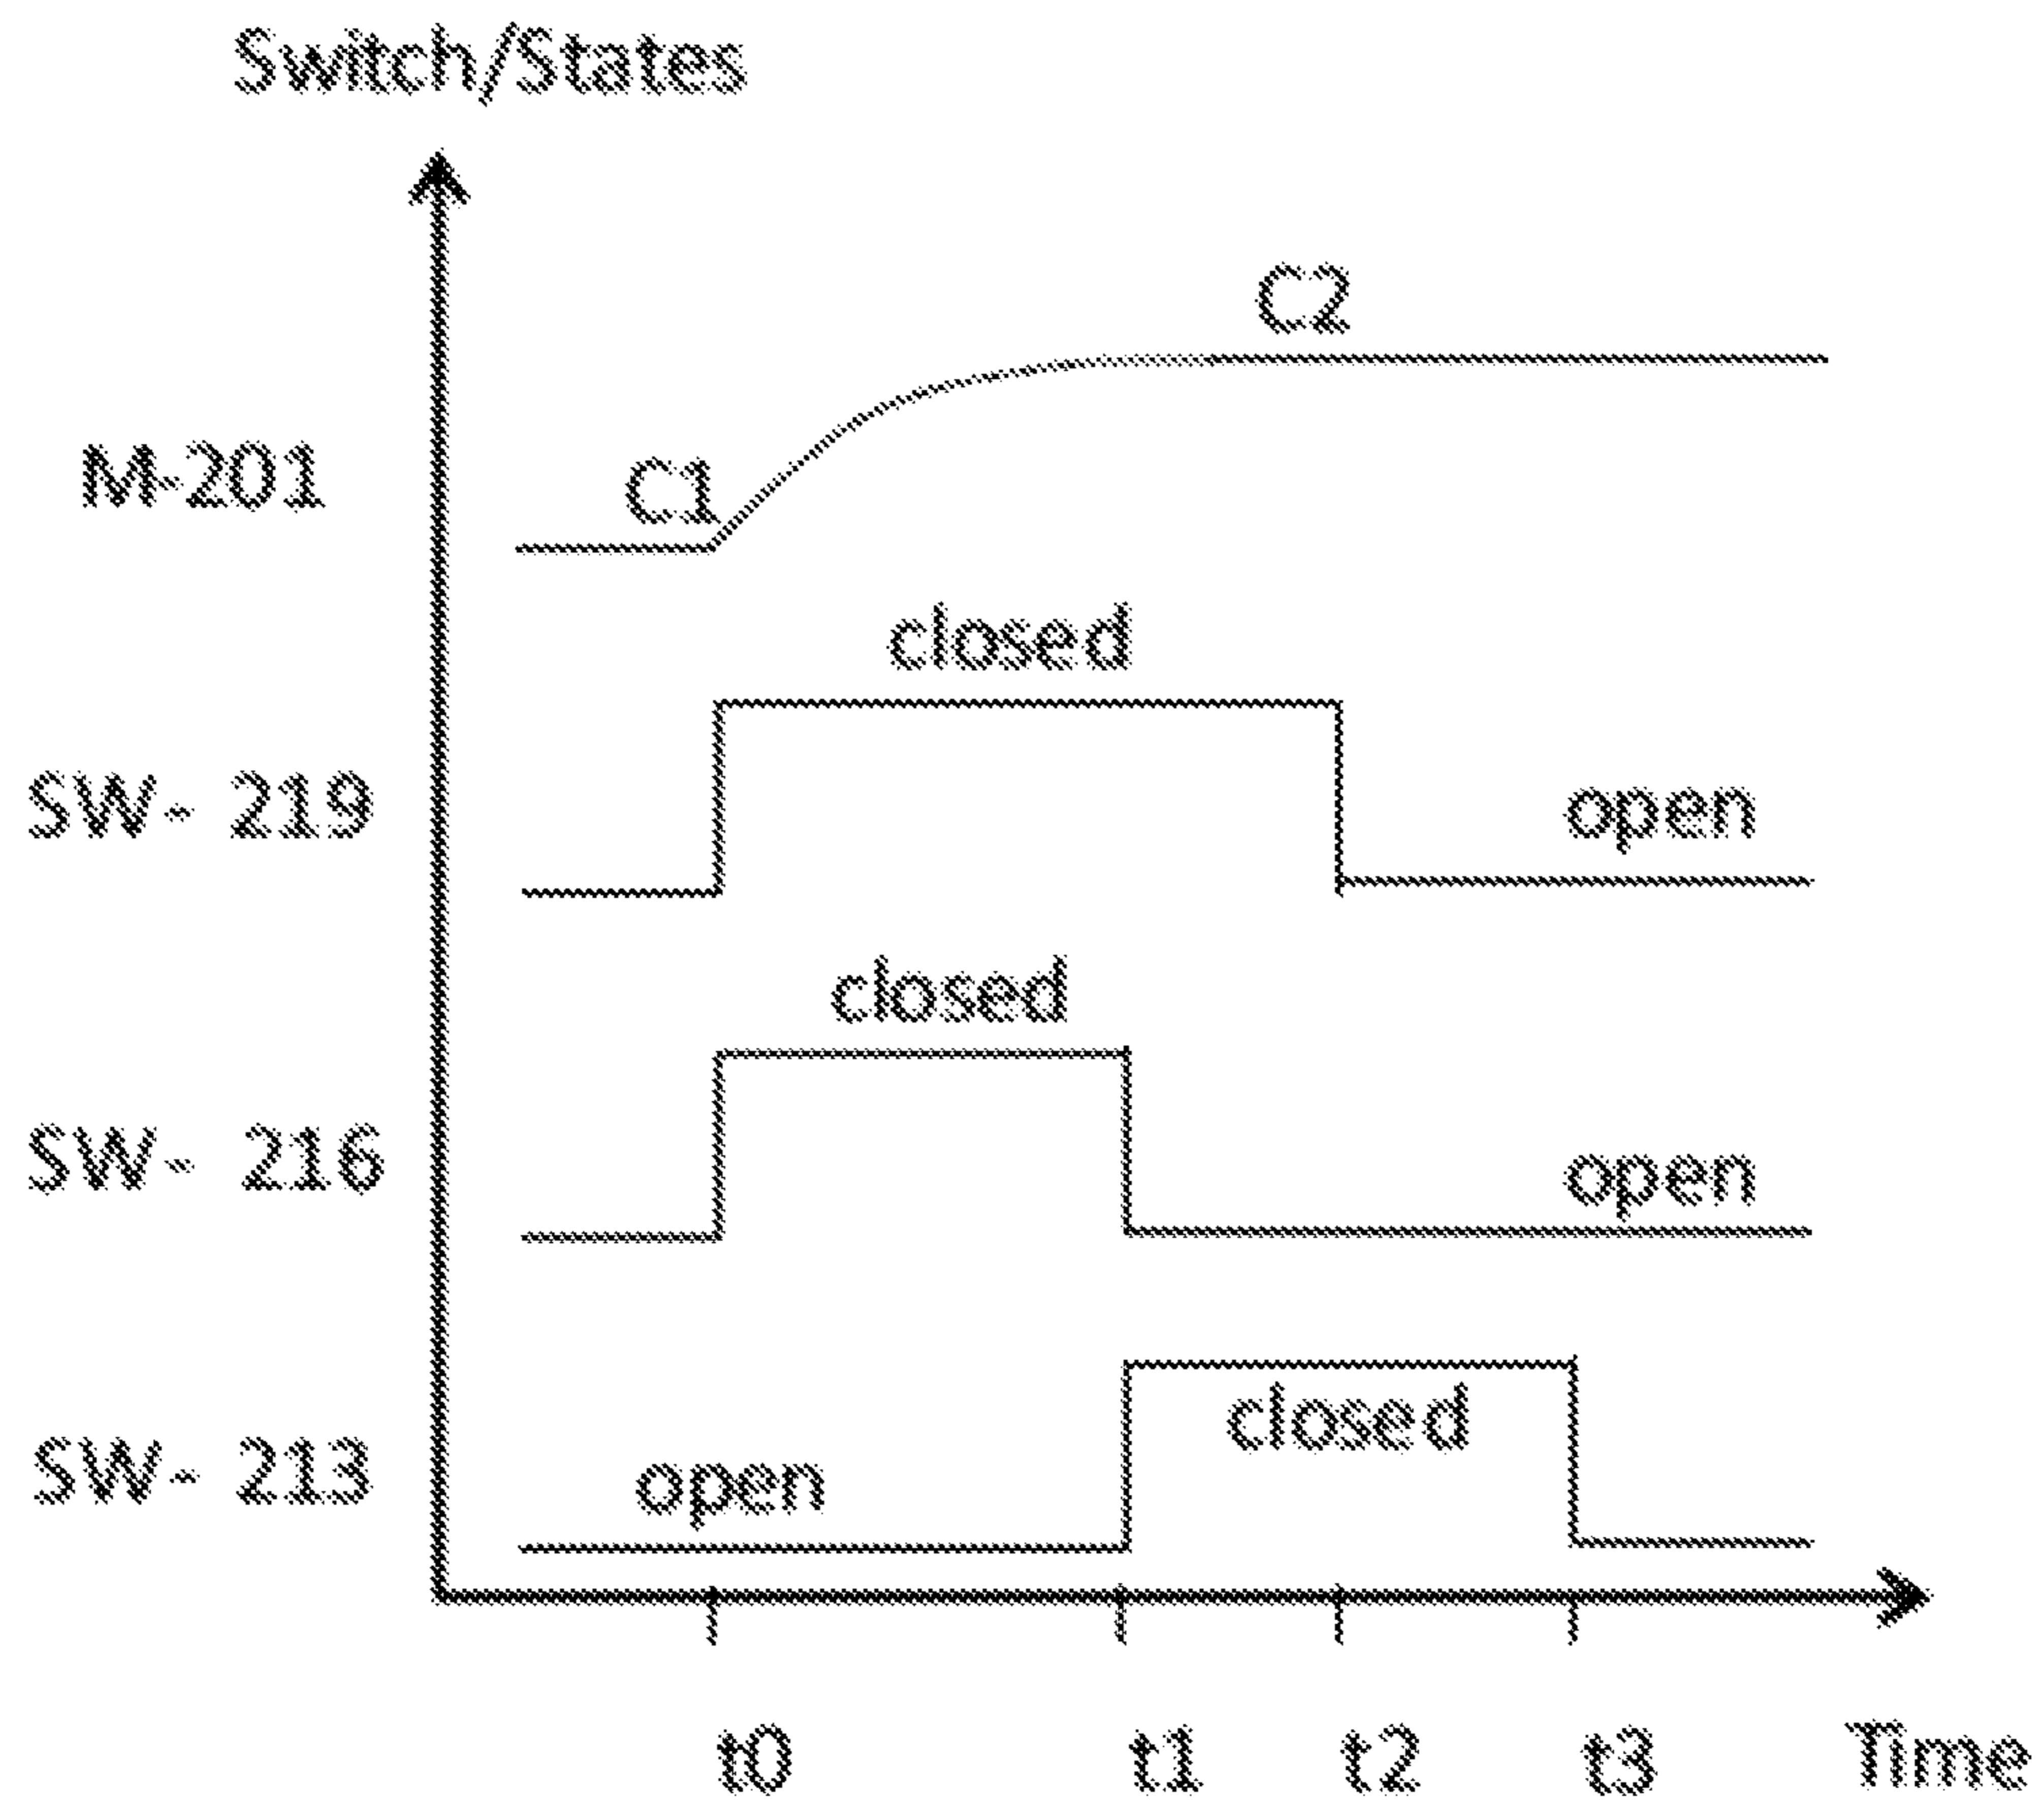 Switch/States
C2
M-201
C1
closed
SW- 219
open
closed
SW- 216
open
closed
SW- 213
open
t0
t1
t2
t3
Time